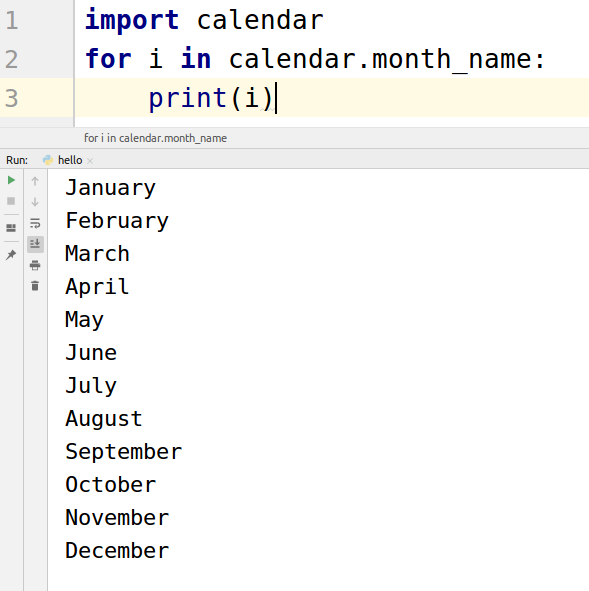 1 import calendar
2 for i in calendar.month_name:
3     print(i)
for i in calendar.month_name
Run: hello ×
January
February
March
April
May
June
July
August
September
October
November
December